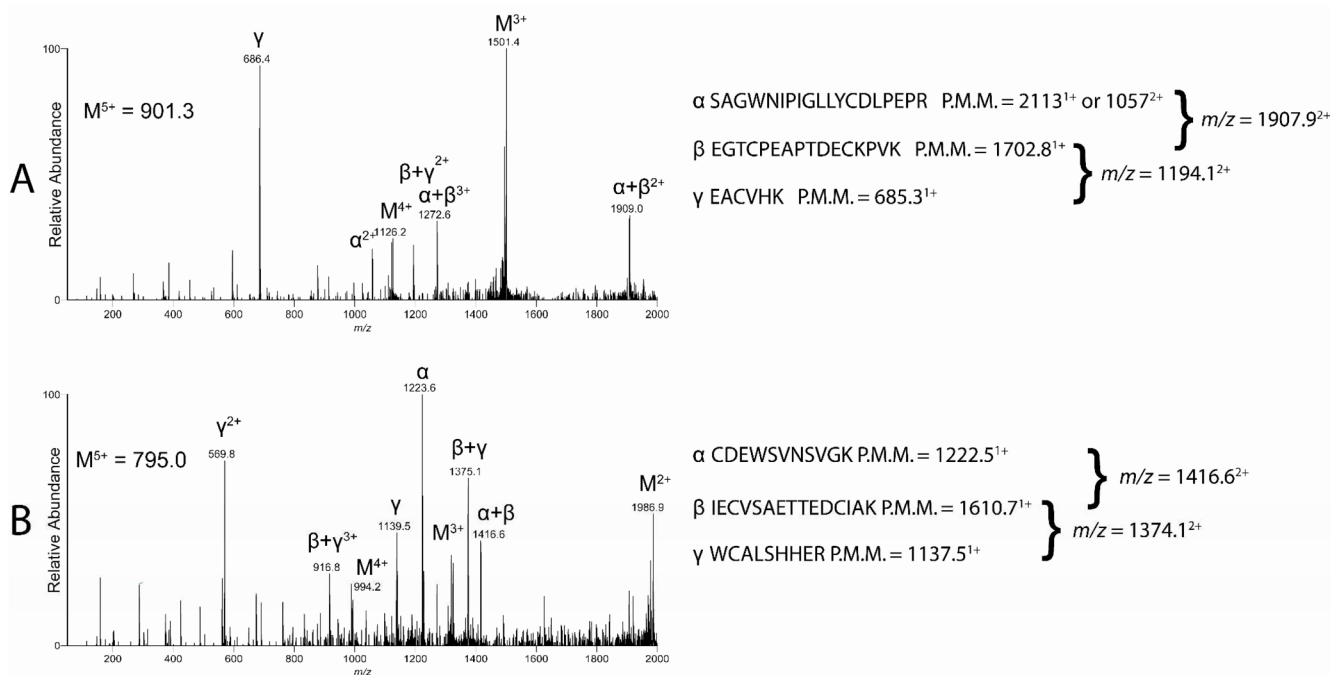 A
Relative Abundance
100
0
M⁵⁺ = 901.3
γ
686.4
M³⁺
1501.4
β+γ²⁺
α+β³⁺
1272.6
M⁴⁺
1126.2
α²⁺
α+β²⁺
1909.0
200 400 600 800 1000 1200 1400 1600 1800 2000
m/z
α SAGWNIPIGLLYCDLPEPR P.M.M. = 2113¹⁺ or 1057²⁺
} m/z = 1907.9²⁺
β EGTCPEAPTDECKPVK P.M.M. = 1702.8¹⁺
} m/z = 1194.1²⁺
γ EACVHK P.M.M. = 685.3¹⁺
B
Relative Abundance
100
0
M⁵⁺ = 795.0
γ²⁺
569.8
α
1223.6
β+γ
1375.1
γ
1139.5
α+β
1416.6
M³⁺
β+γ³⁺
916.8
M⁴⁺
994.2
M²⁺
1986.9
200 400 600 800 1000 1200 1400 1600 1800 2000
m/z
α CDEWSVNSVGK P.M.M. = 1222.5¹⁺
} m/z = 1416.6²⁺
β IECVSAETTEDCIAK P.M.M. = 1610.7¹⁺
} m/z = 1374.1²⁺
γ WCALSHHER P.M.M. = 1137.5¹⁺